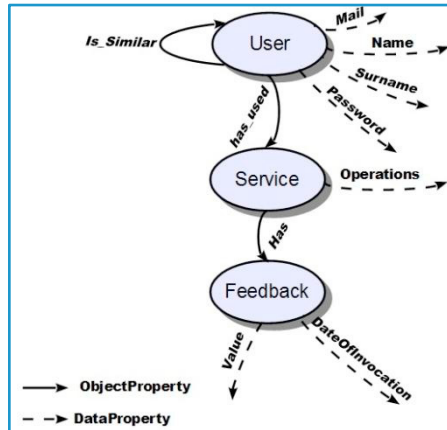 Mail
Is_Similar
User
Name
Surname
Password
has_used
Service
Operations
Has
Feedback
Value
DateOfInvocation
ObjectProperty
DataProperty